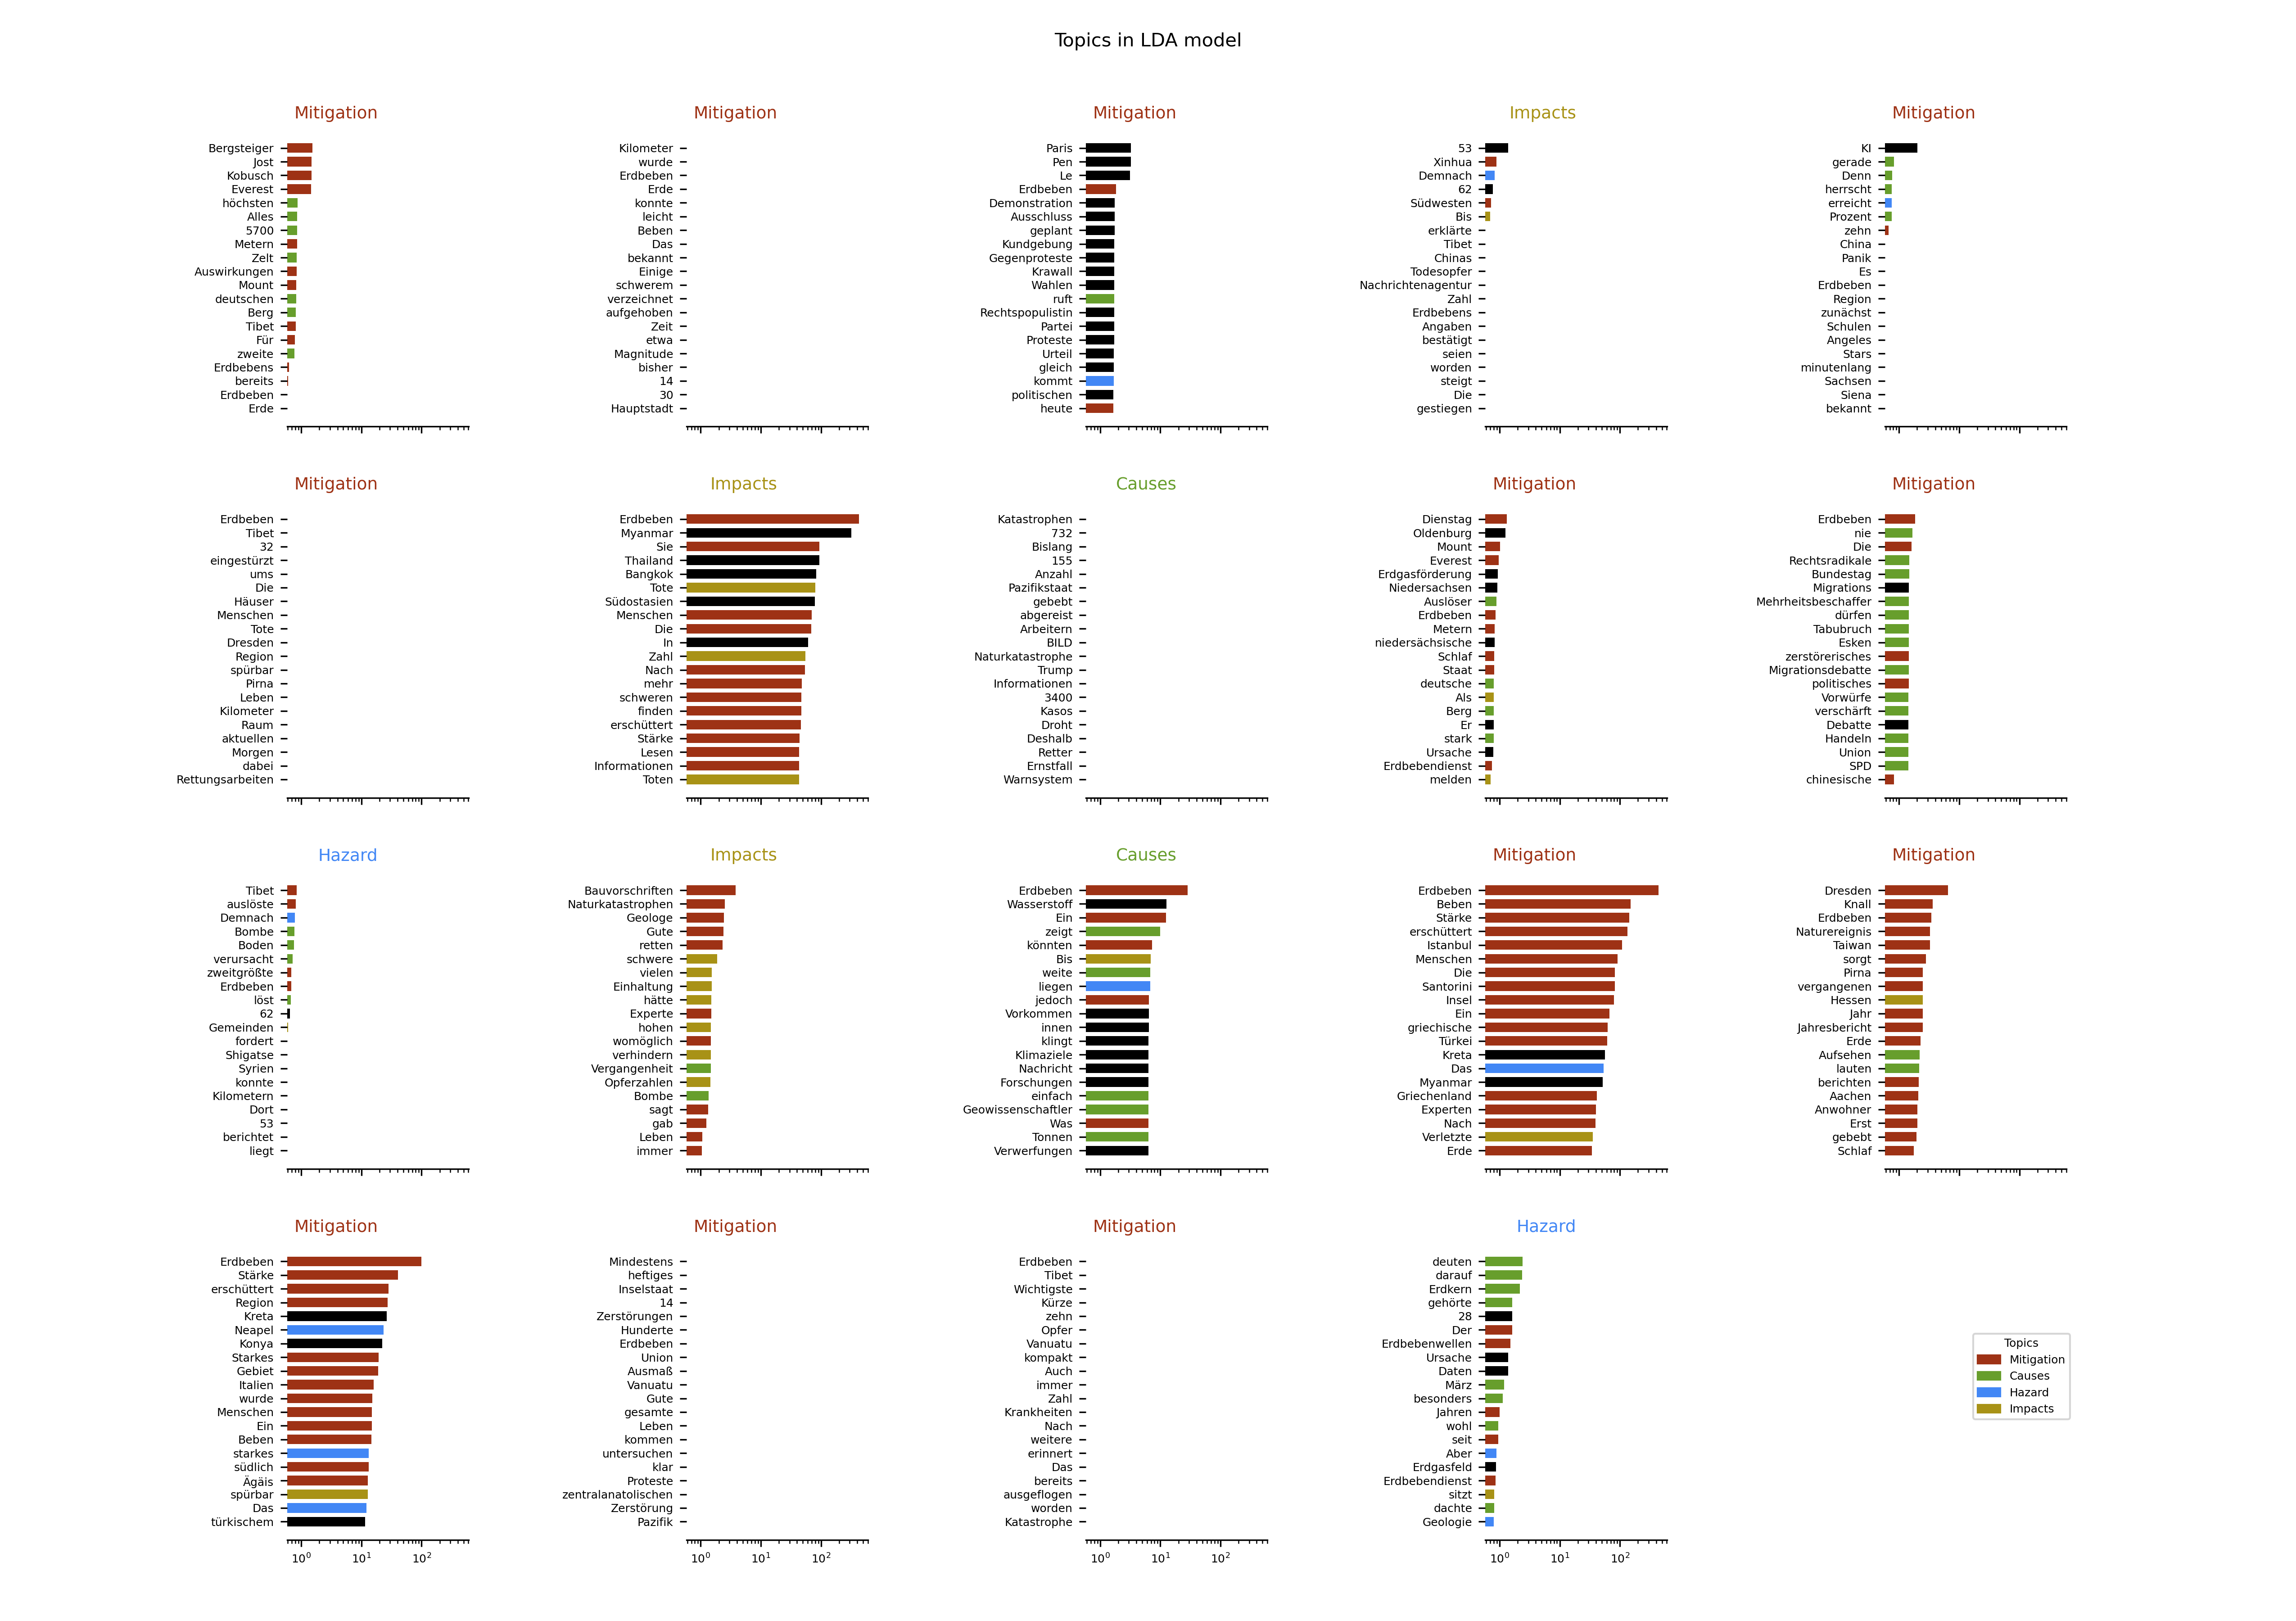 Topics in LDA model
Mitigation
Bergsteiger
Jost
Kobusch
Everest
höchsten
Alles
5700
Metern
Zelt
Auswirkungen
Mount
deutschen
Berg
Tibet
Für
zweite
Erdbebens
bereits
Erdbeben
Erde
Mitigation
Kilometer
wurde
Erdbeben
Erde
konnte
leicht
Beben
Das
bekannt
Einige
schwerem
verzeichnet
aufgehoben
Zeit
etwa
Magnitude
bisher
14
30
Hauptstadt
Mitigation
Paris
Pen
Le
Erdbeben
Demonstration
Ausschluss
geplant
Kundgebung
Gegenproteste
Krawall
Wahlen
ruft
Rechtspopulistin
Partei
Proteste
Urteil
gleich
kommt
politischen
heute
Impacts
53
Xinhua
Demnach
62
Südwesten
Bis
erklärte
Tibet
Chinas
Todesopfer
Nachrichtenagentur
Zahl
Erdbebens
Angaben
bestätigt
seien
worden
steigt
Die
gestiegen
Mitigation
KI
gerade
Denn
herrscht
erreicht
Prozent
zehn
China
Panik
Es
Erdbeben
Region
zunächst
Schulen
Angeles
Stars
minutenlang
Sachsen
Siena
bekannt
Mitigation
Erdbeben
Tibet
32
eingestürzt
ums
Die
Häuser
Menschen
Tote
Dresden
Region
spürbar
Pirna
Leben
Kilometer
Raum
aktuellen
Morgen
dabei
Rettungsarbeiten
Impacts
Erdbeben
Myanmar
Sie
Thailand
Bangkok
Tote
Südostasien
Menschen
Die
In
Zahl
Nach
mehr
schweren
finden
erschüttert
Stärke
Lesen
Informationen
Toten
Causes
Katastrophen
732
Bislang
155
Anzahl
Pazifikstaat
gebebt
abgereist
Arbeitern
BILD
Naturkatastrophe
Trump
Informationen
3400
Kasos
Droht
Deshalb
Retter
Ernstfall
Warnsystem
Mitigation
Dienstag
Oldenburg
Mount
Everest
Erdgasförderung
Niedersachsen
Auslöser
Erdbeben
Metern
niedersächsische
Schlaf
Staat
deutsche
Als
Berg
Er
stark
Ursache
Erdbebendienst
melden
Mitigation
Erdbeben
nie
Die
Rechtsradikale
Bundestag
Migrations
Mehrheitsbeschaffer
dürfen
Tabubruch
Esken
zerstörerisches
Migrationsdebatte
politisches
Vorwürfe
verschärft
Debatte
Handeln
Union
SPD
chinesische
Hazard
Tibet
auslöste
Demnach
Bombe
Boden
verursacht
zweitgrößte
Erdbeben
löst
62
Gemeinden
fordert
Shigatse
Syrien
konnte
Kilometern
Dort
53
berichtet
liegt
Impacts
Bauvorschriften
Naturkatastrophen
Geologe
Gute
retten
schwere
vielen
Einhaltung
hätte
Experte
hohen
womöglich
verhindern
Vergangenheit
Opferzahlen
Bombe
sagt
gab
Leben
immer
Causes
Erdbeben
Wasserstoff
Ein
zeigt
könnten
Bis
weite
liegen
jedoch
Vorkommen
innen
klingt
Klimaziele
Nachricht
Forschungen
einfach
Geowissenschaftler
Was
Tonnen
Verwerfungen
Mitigation
Erdbeben
Beben
Stärke
erschüttert
Istanbul
Menschen
Die
Santorini
Insel
Ein
griechische
Türkei
Kreta
Das
Myanmar
Griechenland
Experten
Nach
Verletzte
Erde
Mitigation
Dresden
Knall
Erdbeben
Naturereignis
Taiwan
sorgt
Pirna
vergangenen
Hessen
Jahr
Jahresbericht
Erde
Aufsehen
lauten
berichten
Aachen
Anwohner
Erst
gebebt
Schlaf
Mitigation
Erdbeben
Stärke
erschüttert
Region
Kreta
Neapel
Konya
Starkes
Gebiet
Italien
wurde
Menschen
Ein
Beben
starkes
südlich
Ägäis
spürbar
Das
türkischem
10⁰ 10¹ 10²
Mitigation
Mindestens
heftiges
Inselstaat
14
Zerstörungen
Hunderte
Erdbeben
Union
Ausmaß
Vanuatu
Gute
gesamte
Leben
kommen
untersuchen
klar
Proteste
zentralanatolischen
Zerstörung
Pazifik
10⁰ 10¹ 10²
Mitigation
Erdbeben
Tibet
Wichtigste
Kürze
zehn
Opfer
Vanuatu
kompakt
Auch
immer
Zahl
Krankheiten
Nach
weitere
erinnert
Das
bereits
ausgeflogen
worden
Katastrophe
10⁰ 10¹ 10²
Hazard
deuten
darauf
Erdkern
gehörte
28
Der
Erdbebenwellen
Ursache
Daten
März
besonders
Jahren
wohl
seit
Aber
Erdgasfeld
Erdbebendienst
sitzt
dachte
Geologie
10⁰ 10¹ 10²
Topics
Mitigation
Causes
Hazard
Impacts